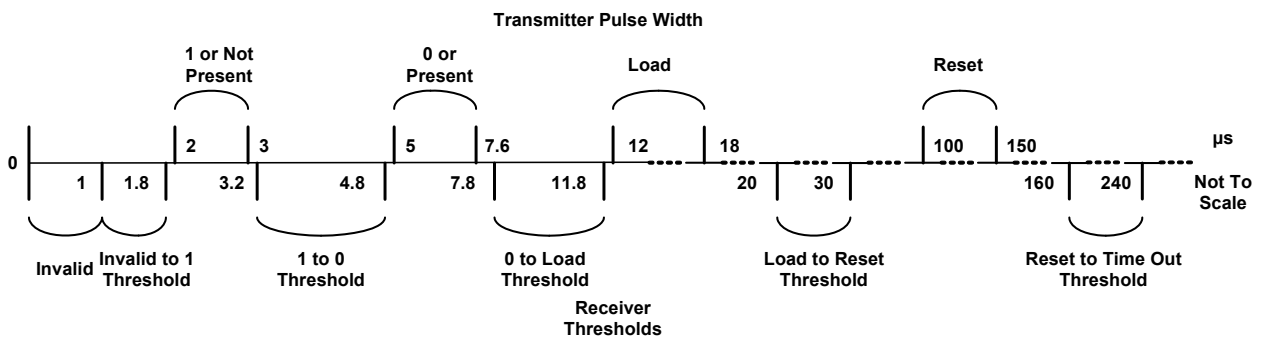 Transmitter Pulse Width
1 or Not
Present
0 or
Present
Load
Reset
2
3
5
7.6
12
18
100
150
µs
0
1
1.8
3.2
4.8
7.8
11.8
20
30
160
240
Not To
Scale
Invalid
Invalid to 1
Threshold
1 to 0
Threshold
0 to Load
Threshold
Load to Reset
Threshold
Reset to Time Out
Threshold
Receiver
Thresholds